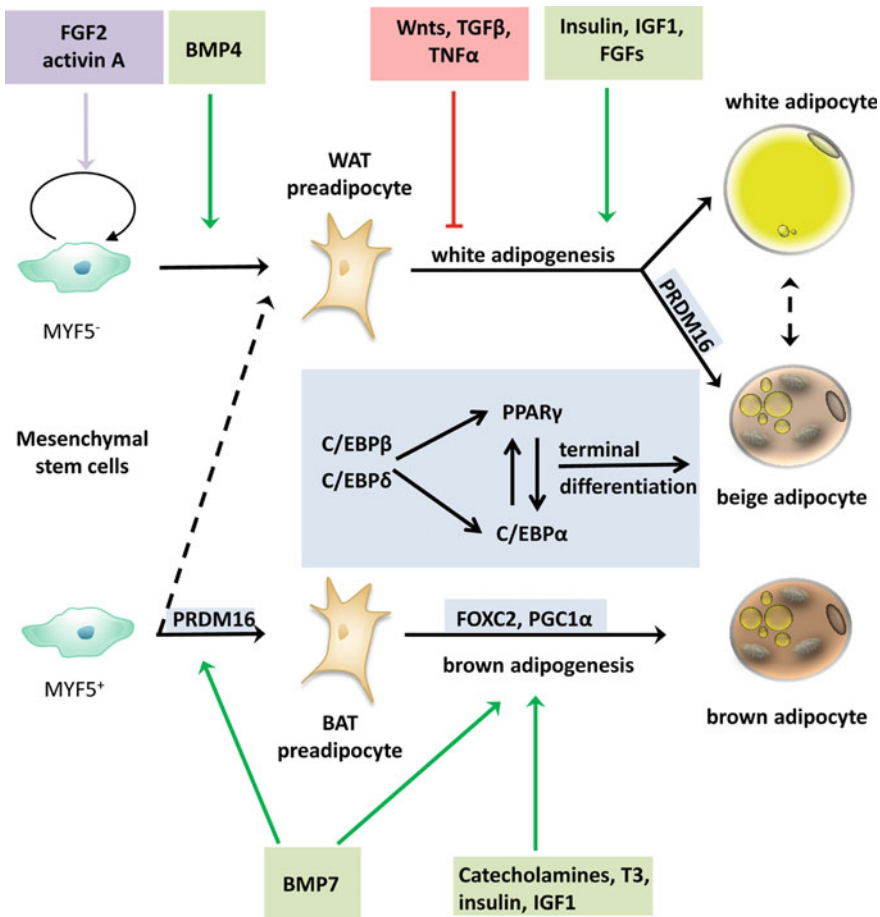 FGF2
activin A
BMP4
Wnts, TGFβ,
TNFα
Insulin, IGF1,
FGFs
white adipocyte
WAT
preadipocyte
white adipogenesis
MYF5⁻
PRDM16
Mesenchymal
stem cells
C/EBPβ
C/EBPδ
PPARγ
C/EBPα
terminal
differentiation
beige adipocyte
PRDM16
FOXC2, PGC1α
brown adipogenesis
MYF5⁺
BAT
preadipocyte
brown adipocyte
BMP7
Catecholamines, T3,
insulin, IGF1